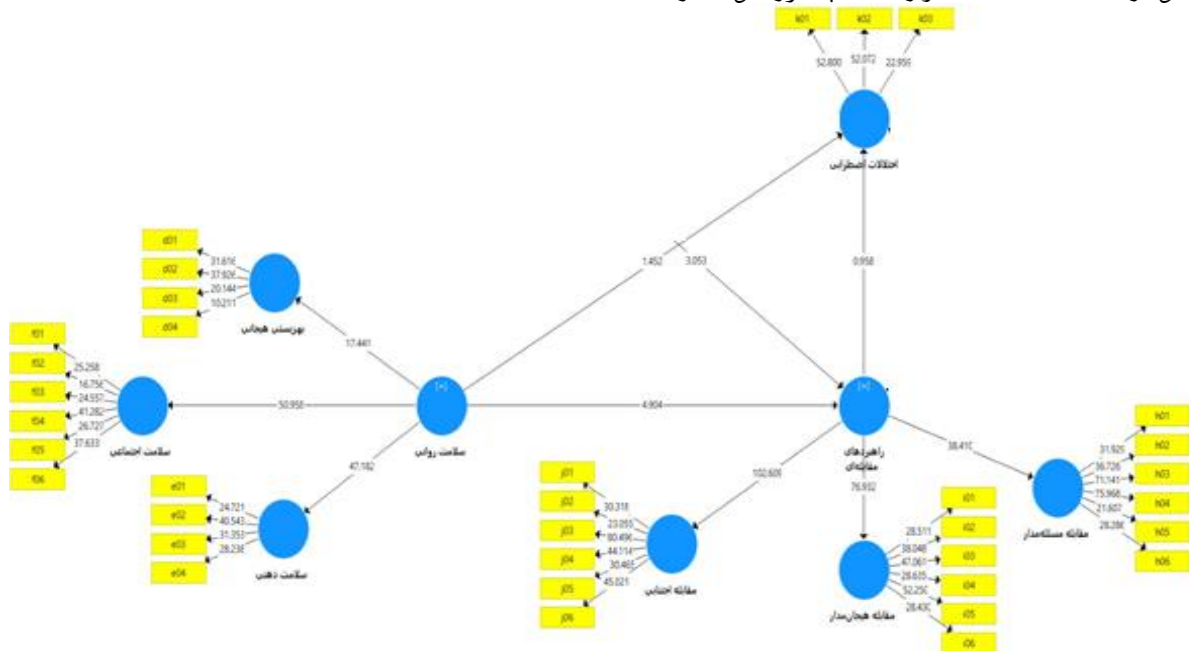 k01
k02
k03
52.800
52.072
22.959
اختلالات اضطرابی
1.452
3.053
0.958
d01
d02
d03
d04
31.616
37.926
20.144
10.211
بهزیستی هیجانی
17.441
f01
f02
f03
f04
f05
f06
25.258
16.756
24.557
41.282
26.727
37.633
سلامت اجتماعی
50.958
[+]
سلامت روانی
4.904
[+]
راهبردهای
مقابله‌ای
47.182
e01
e02
e03
e04
24.721
40.543
31.353
28.238
سلامت ذهنی
102.609
76.932
38.410
j01
j02
j03
j04
j05
j06
30.318
23.055
60.496
44.114
30.465
45.021
مقابله اجتنابی
i01
i02
i03
i04
i05
i06
28.511
38.048
47.061
28.635
52.250
28.430
مقابله هیجان‌مدار
h01
h02
h03
h04
h05
h06
31.929
36.726
71.141
75.968
21.607
28.286
مقابله مسئله‌مدار